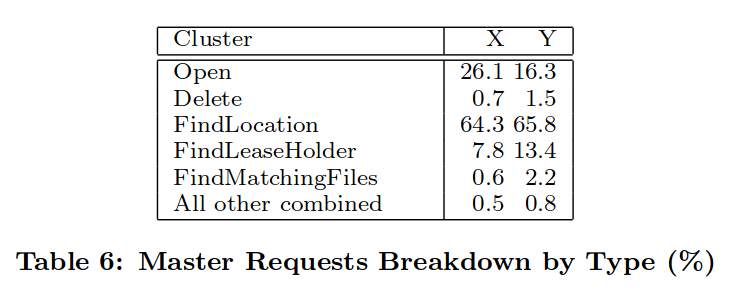 Cluster X Y
Open 26.1 16.3
Delete 0.7 1.5
FindLocation 64.3 65.8
FindLeaseHolder 7.8 13.4
FindMatchingFiles 0.6 2.2
All other combined 0.5 0.8
Table 6: Master Requests Breakdown by Type (%)